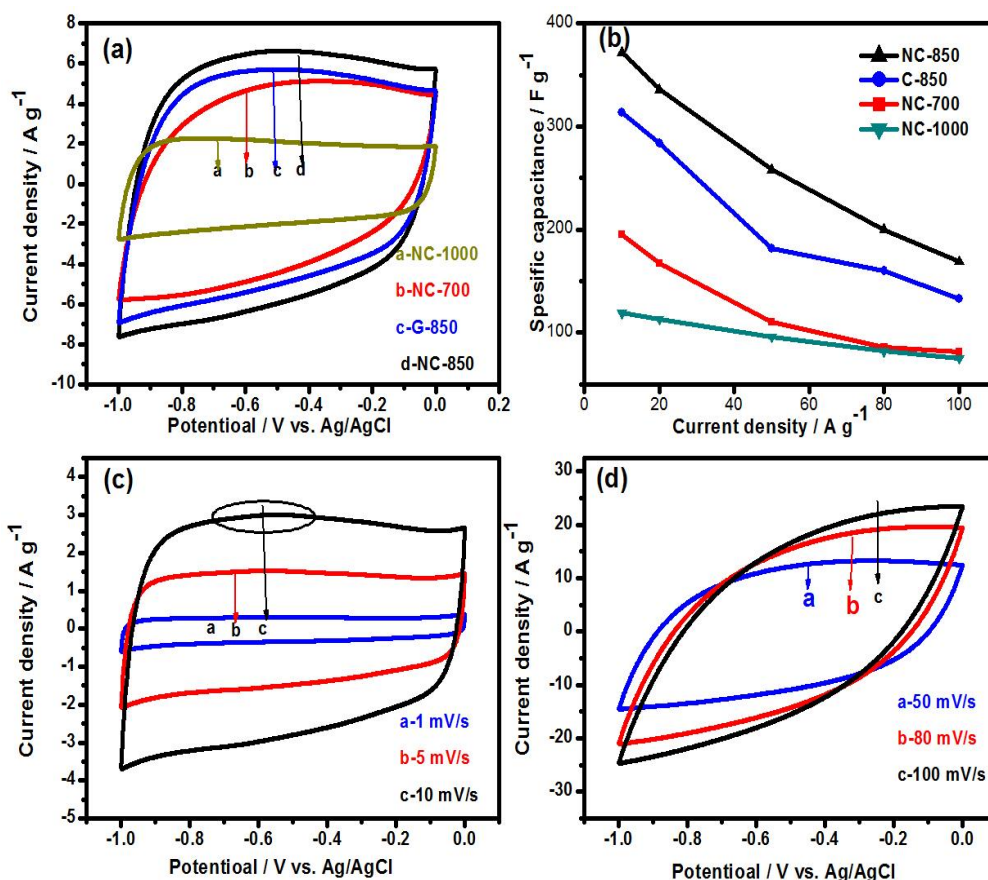 (a)
8
6
4
2
0
-2
-4
-6
-8
-10
Current density / A g⁻¹
a
b
c
d
a-NC-1000
b-NC-700
c-G-850
d-NC-850
-1.0 -0.8 -0.6 -0.4 -0.2 0.0 0.2
Potentioal / V vs. Ag/AgCl
(b)
400
300
200
100
Spesific capacitance / F g⁻¹
NC-850
C-850
NC-700
NC-1000
0 20 40 60 80 100
Current density / A g⁻¹
(c)
4
3
2
1
0
-1
-2
-3
-4
-5
Current density / A g⁻¹
a b c
a-1 mV/s
b-5 mV/s
c-10 mV/s
-1.0 -0.8 -0.6 -0.4 -0.2 0.0
Potentioal / V vs. Ag/AgCl
(d)
30
20
10
0
-10
-20
-30
Current density / A g⁻¹
a b c
a-50 mV/s
b-80 mV/s
c-100 mV/s
-1.0 -0.8 -0.6 -0.4 -0.2 0.0
Potentioal / V vs. Ag/AgCl